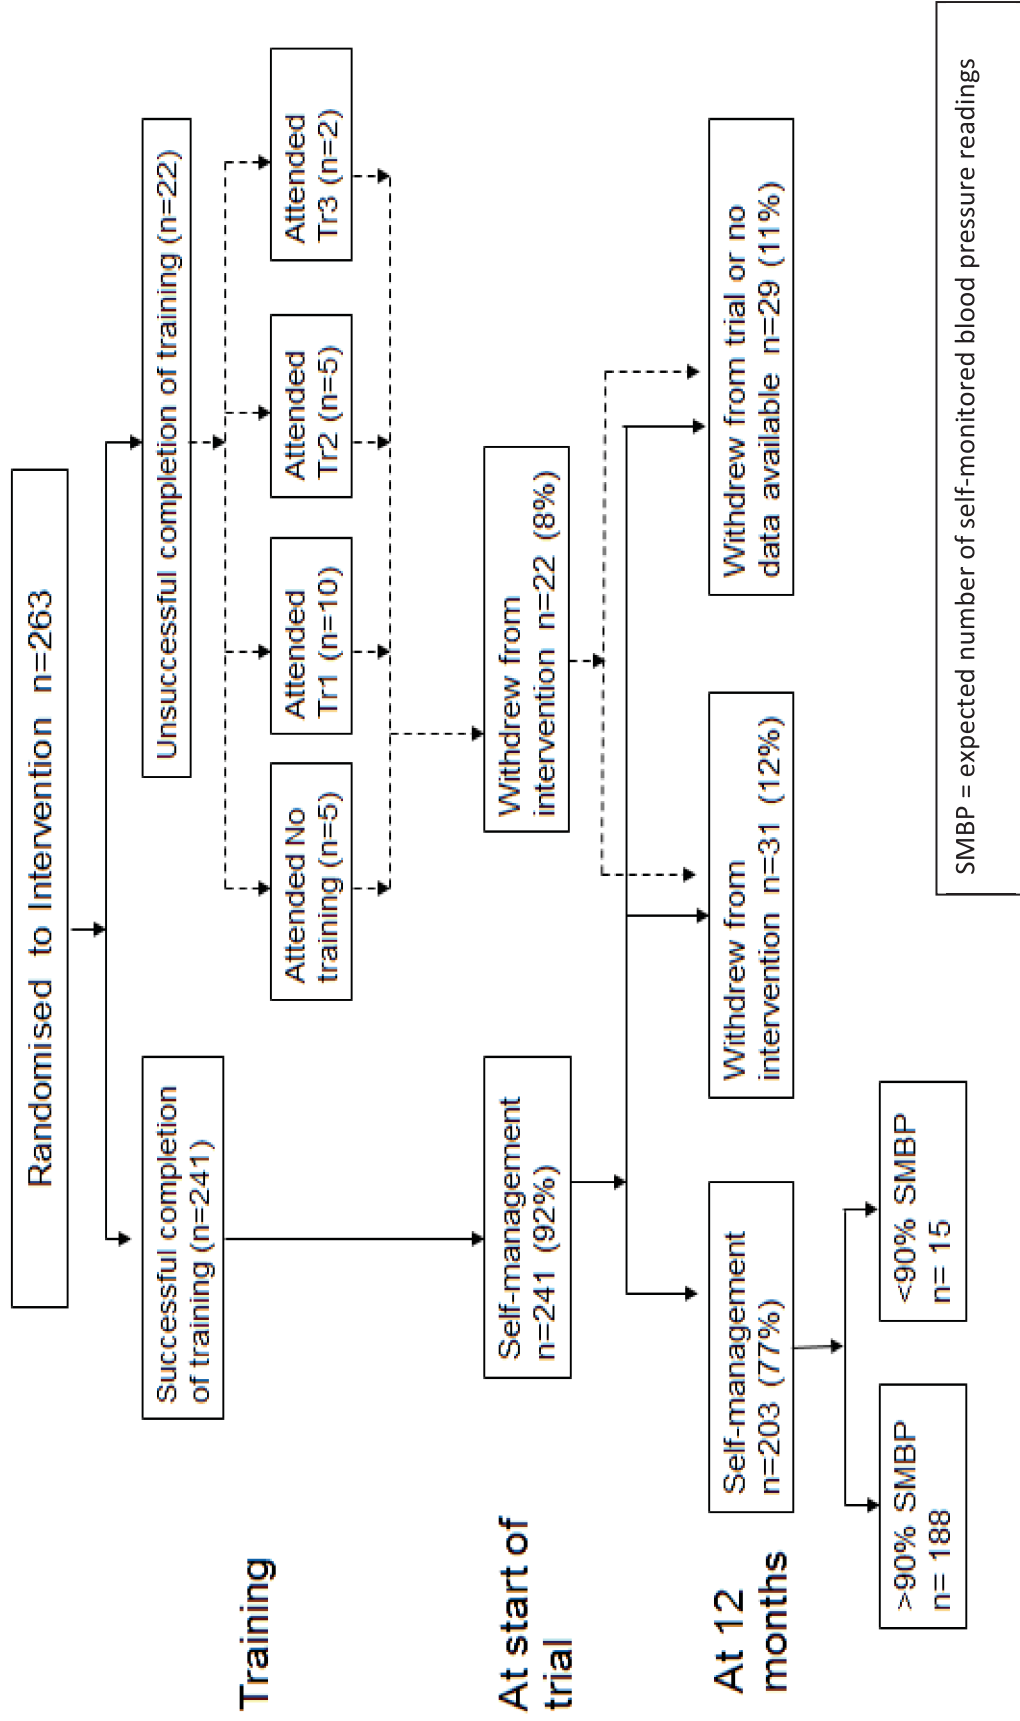 Randomised to Intervention n=263
Successful completion
of training (n=241)
Unsuccessful completion of training (n=22)
Training
Attended No
training (n=5)
Attended
Tr1 (n=10)
Attended
Tr2 (n=5)
Attended
Tr3 (n=2)
At start of
trial
Self-management
n=241 (92%)
Withdrew from
intervention n=22 (8%)
At 12
months
Self-management
n=203 (77%)
Withdrew from
intervention n=31 (12%)
Withdrew from trial or no
data available n=29 (11%)
>90% SMBP
n= 188
<90% SMBP
n= 15
SMBP = expected number of self-monitored blood pressure readings